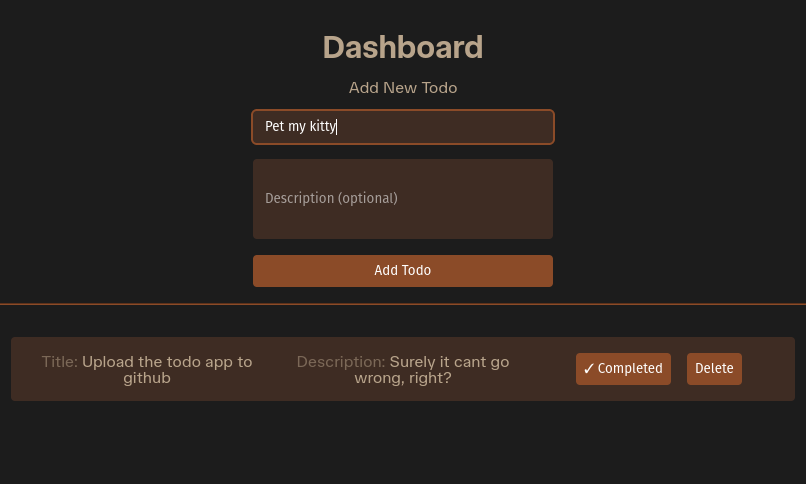 Dashboard
Add New Todo
Pet my kitty
Description (optional)
Add Todo
Title: Upload the todo app to
github
Description: Surely it cant go
wrong, right?
✓ Completed
Delete